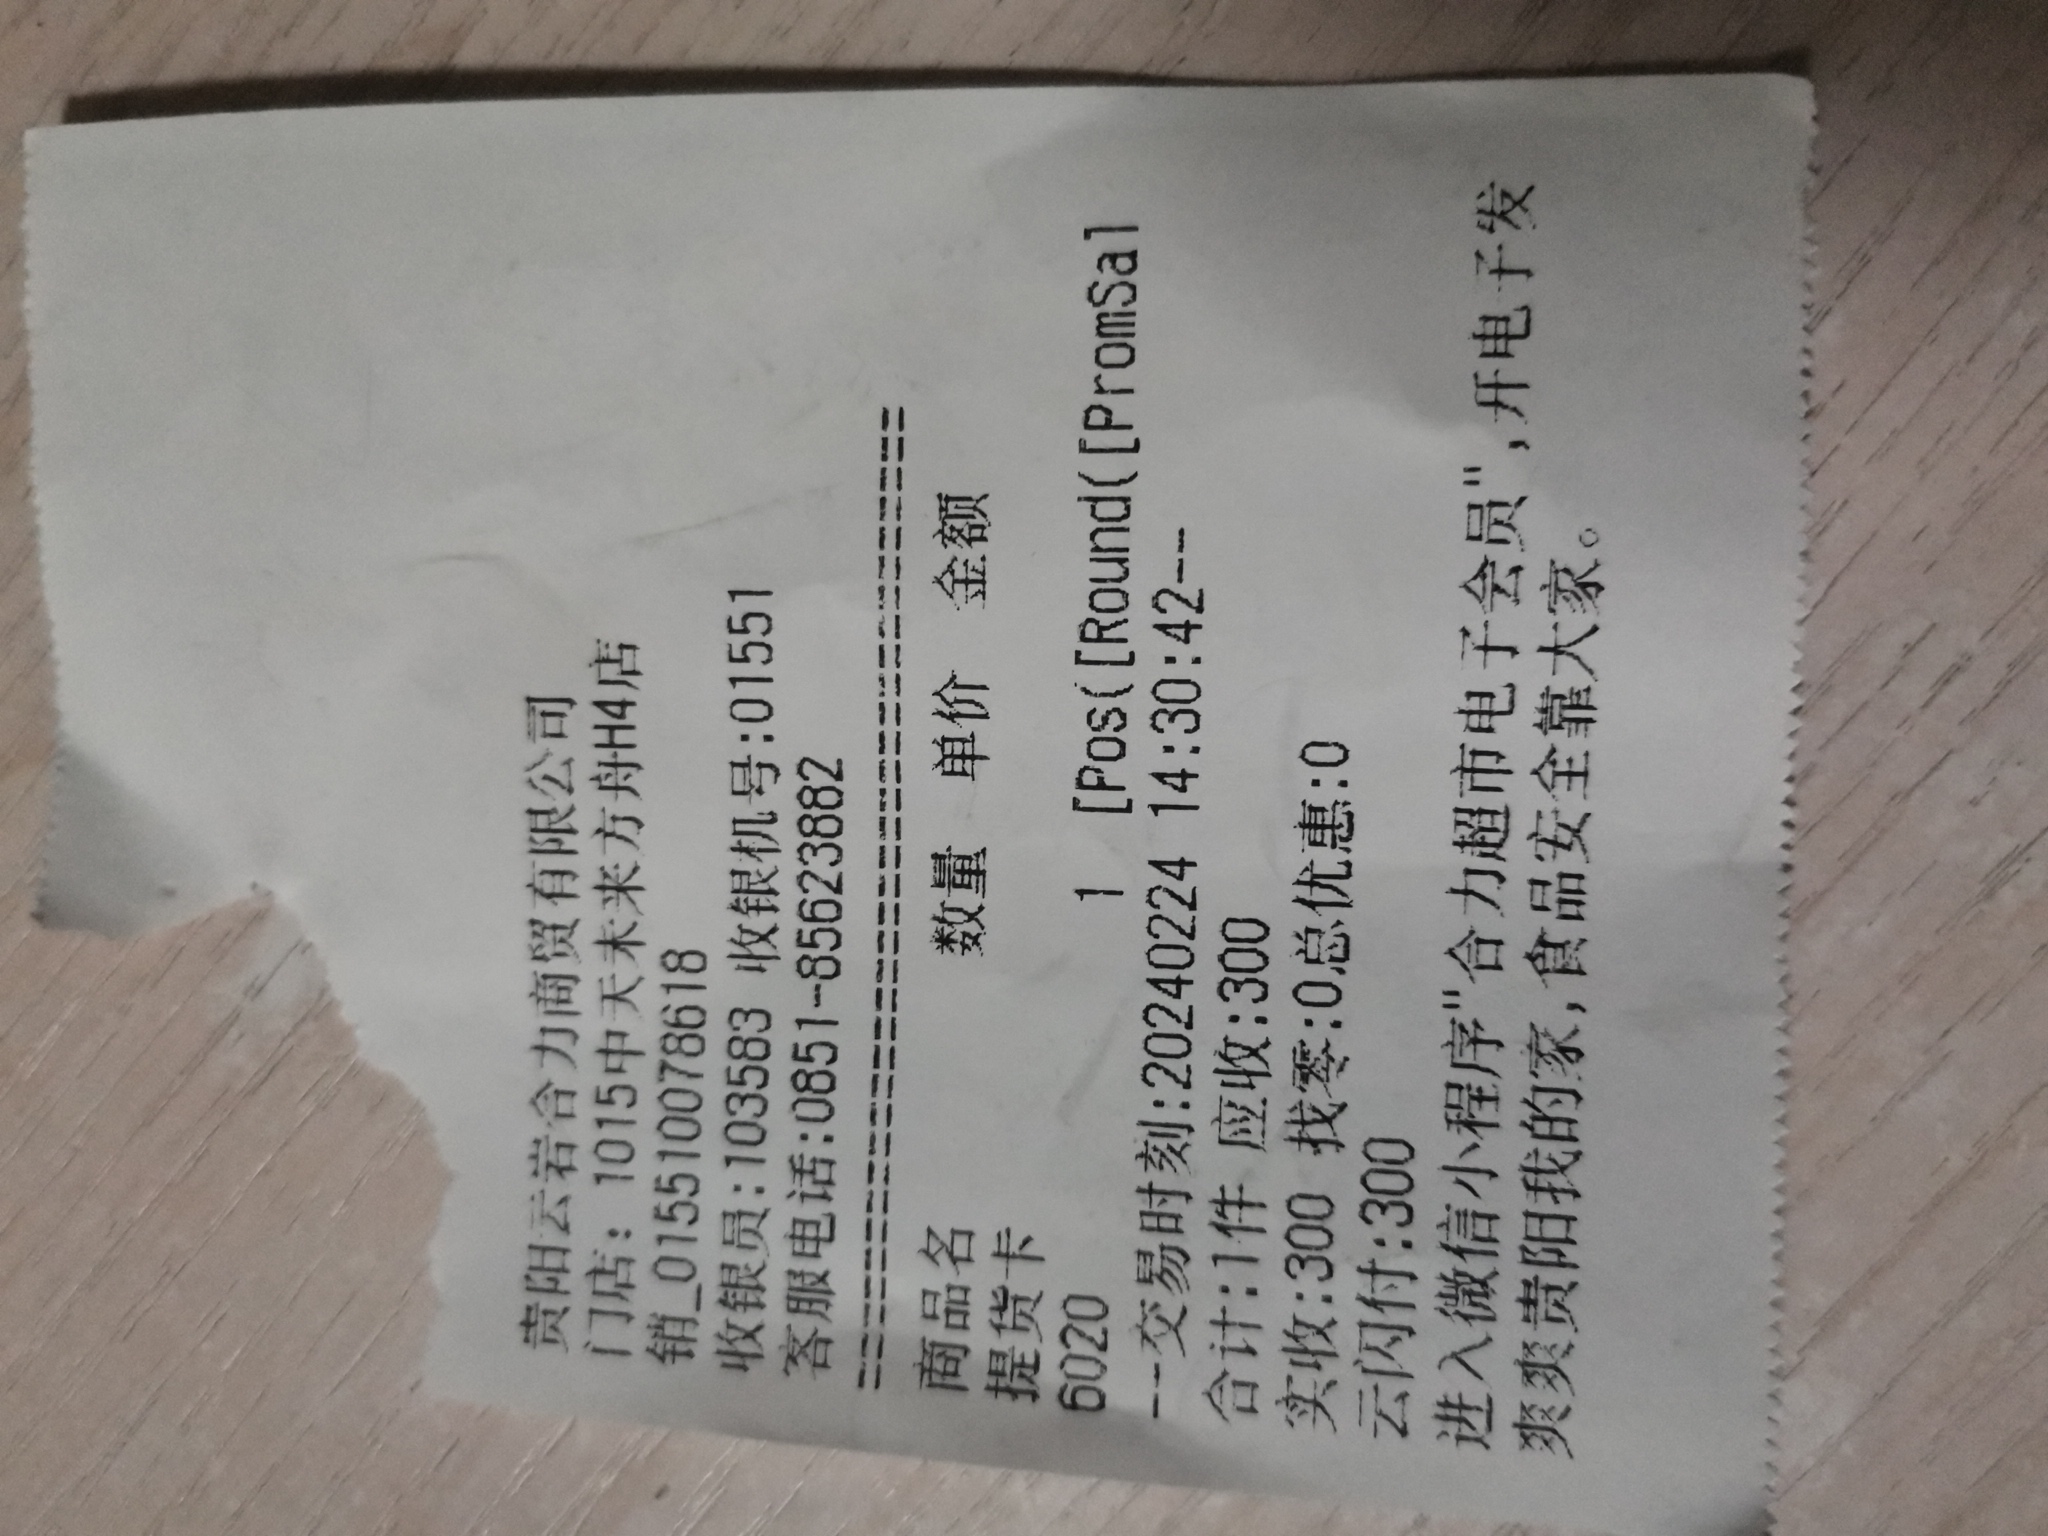 贵阳云岩合力商贸有限公司
门店: 1015中天未来方舟H4店
销_015510078618
收银员:103583 收银机号:01551
客服电话:0851-85623882
商品名 数量 单价 金额
提货卡
6020 1 [Pos([Round([PromSal
---交易时刻:20240224 14:30:42--
合计:1件 应收:300
实收:300 找零:0总优惠:0
云闪付:300
进入微信小程序"合力超市电子会员",开电子发
爽爽贵阳我的家,食品安全靠大家。